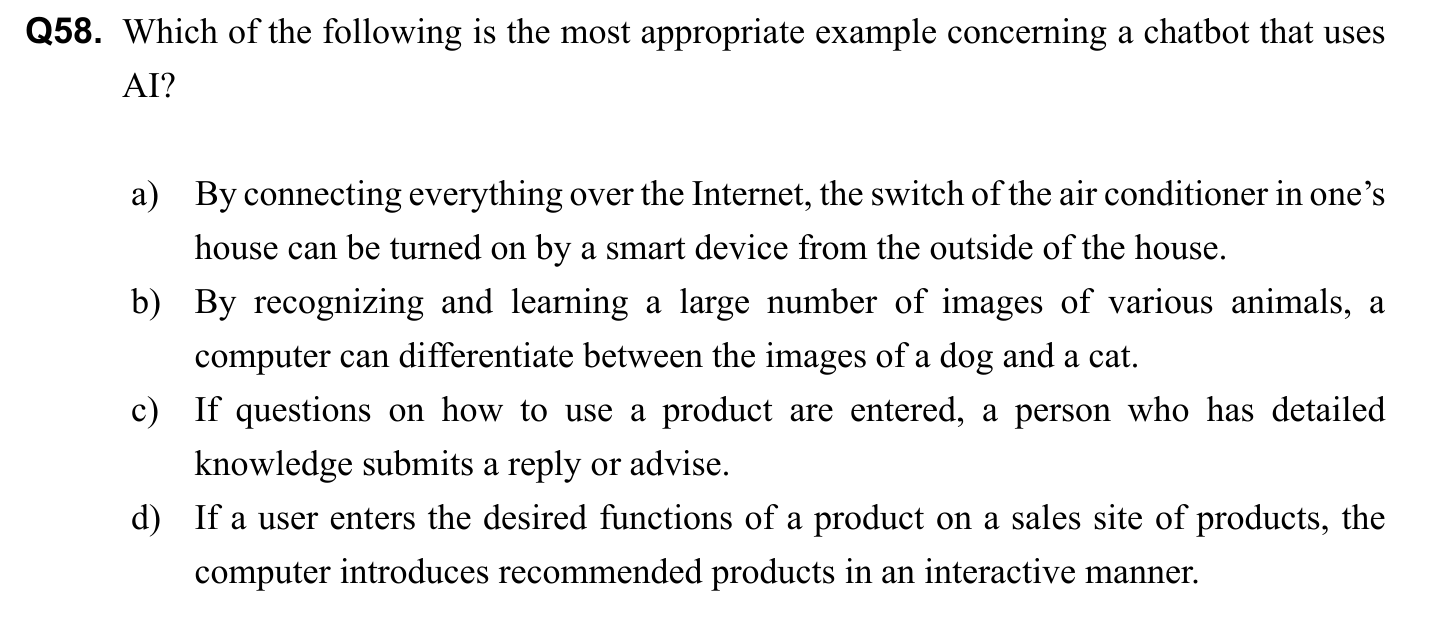 Q58. Which of the following is the most appropriate example concerning a chatbot that uses
AI?
a) By connecting everything over the Internet, the switch of the air conditioner in one’s
house can be turned on by a smart device from the outside of the house.
b) By recognizing and learning a large number of images of various animals, a
computer can differentiate between the images of a dog and a cat.
c) If questions on how to use a product are entered, a person who has detailed
knowledge submits a reply or advise.
d) If a user enters the desired functions of a product on a sales site of products, the
computer introduces recommended products in an interactive manner.